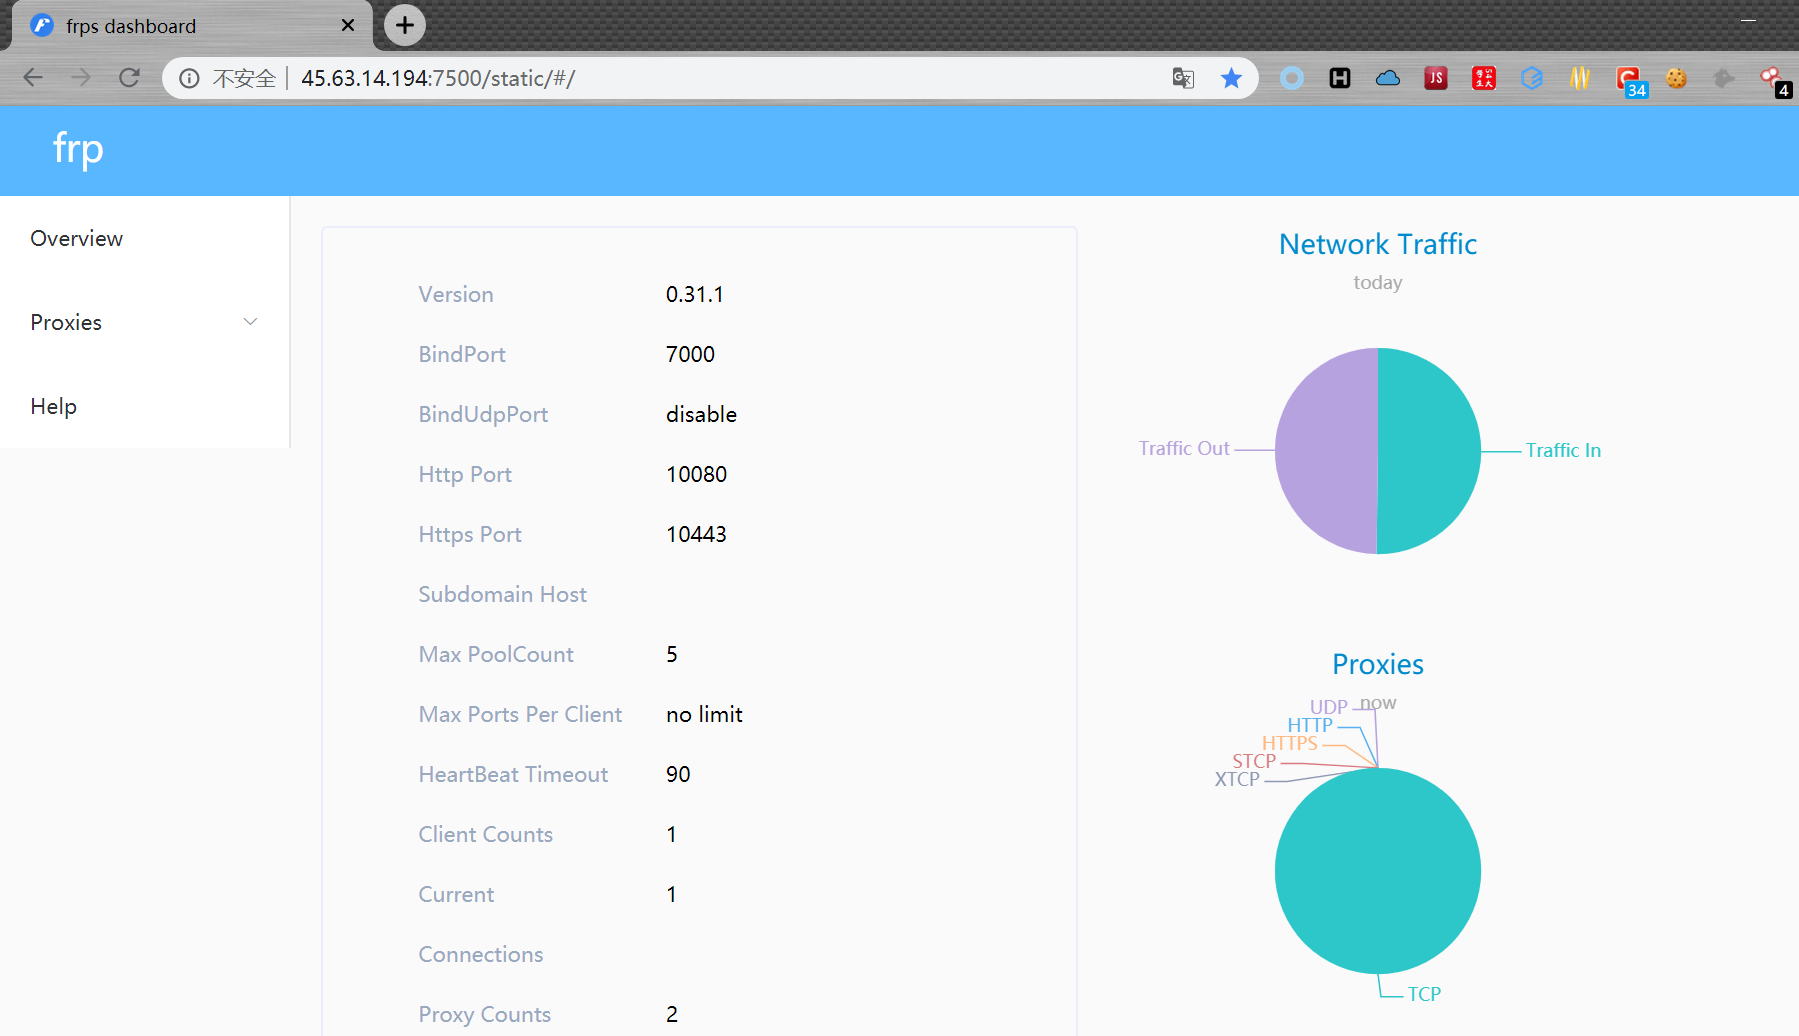 frps dashboard
不安全 45.63.14.194:7500/static/#/
JS
34
4
frp
Overview
Proxies
Help
Version 0.31.1
BindPort 7000
BindUdpPort disable
Http Port 10080
Https Port 10443
Subdomain Host
Max PoolCount 5
Max Ports Per Client no limit
HeartBeat Timeout 90
Client Counts 1
Current 1
Connections
Proxy Counts 2
Network Traffic
today
Traffic Out
Traffic In
Proxies
now
UDP
HTTP
HTTPS
STCP
XTCP
TCP